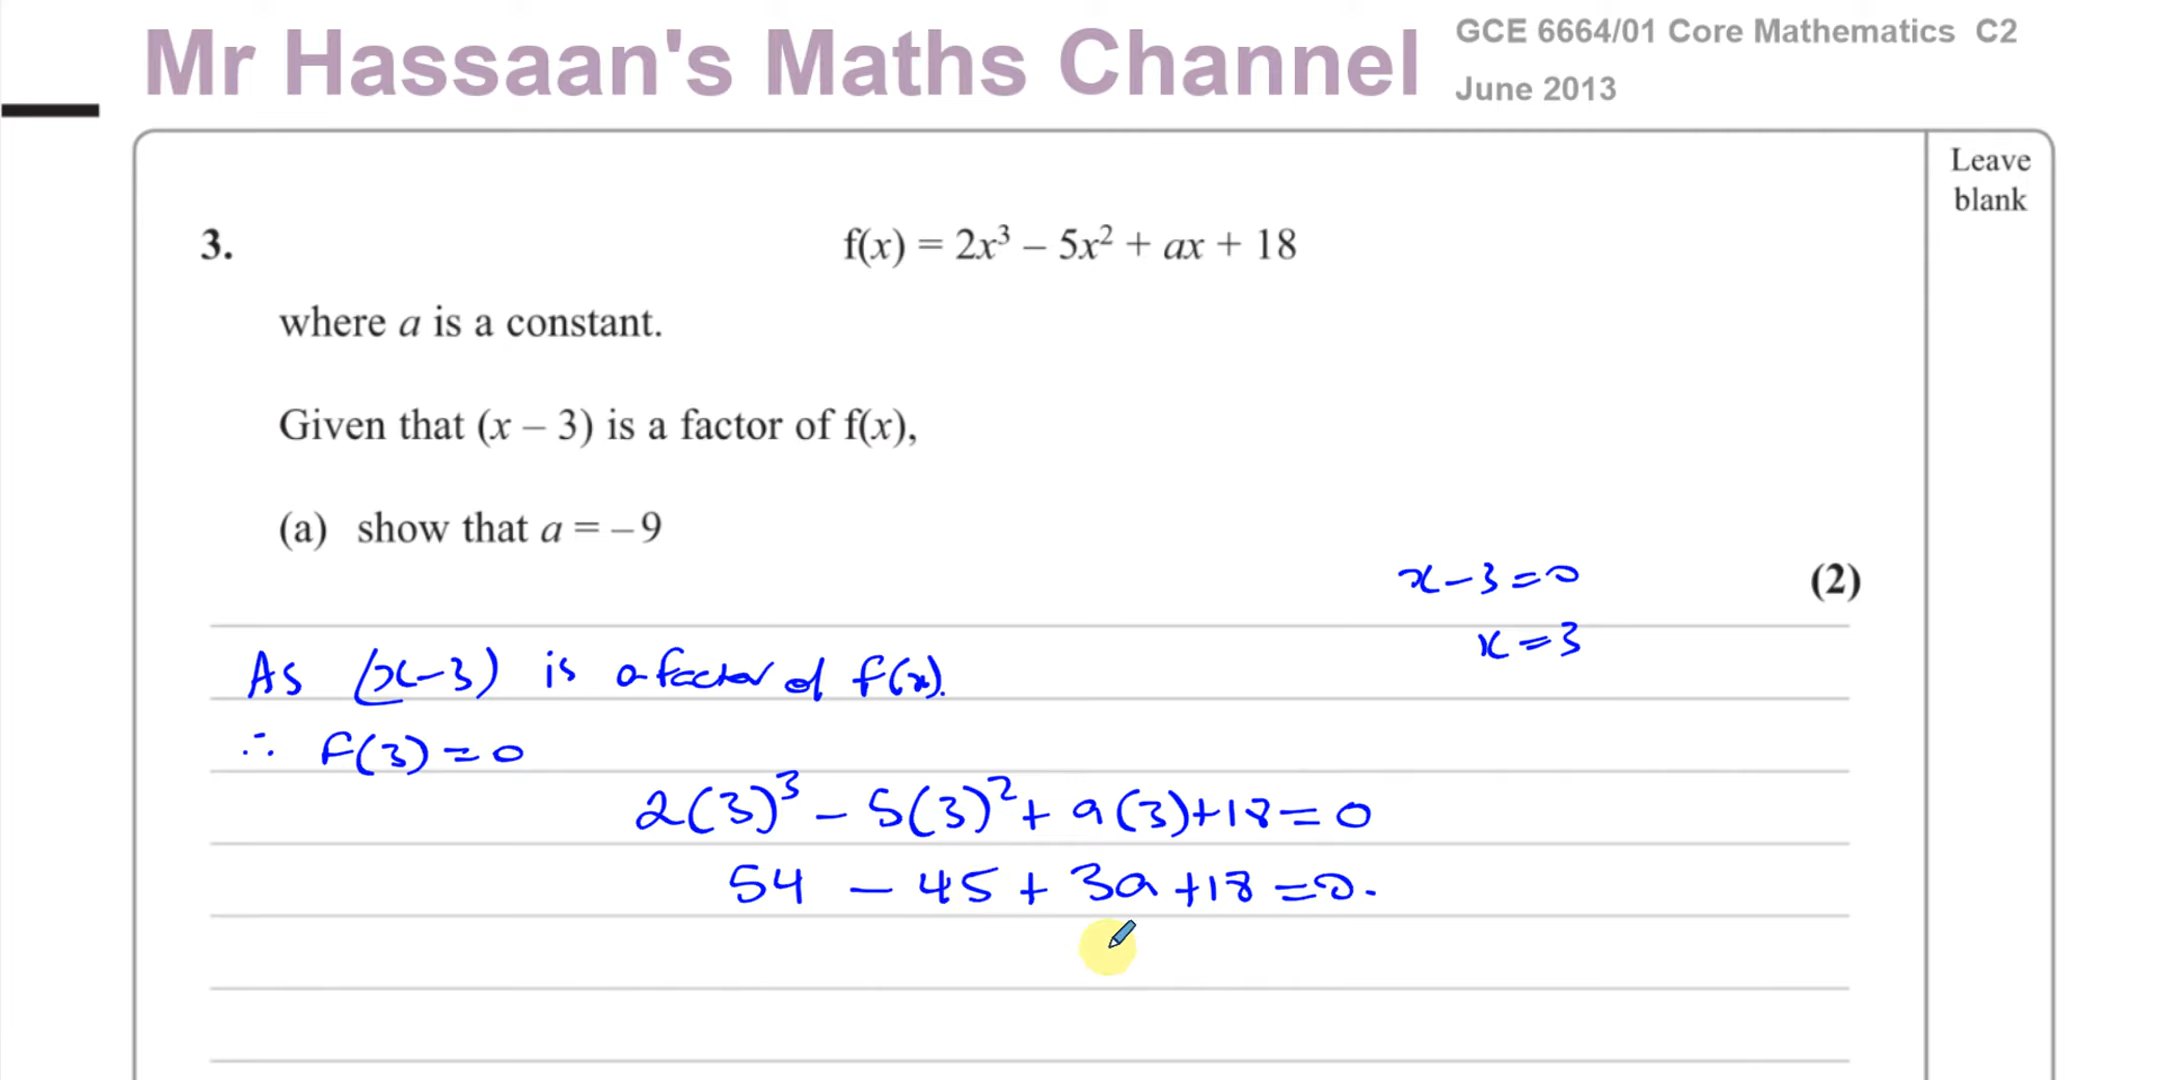 Mr Hassaan's Maths Channel
GCE 6664/01 Core Mathematics C2
June 2013
Leave
blank
3.
f(x) = 2x³ – 5x² + ax + 18
where a is a constant.
Given that (x – 3) is a factor of f(x),
(a) show that a = –9
x-3=0
(2)
x=3
As (x-3) is a factor of f(x).
∴ f(3)=0
2(3)³ - 5(3)² + a(3)+18=0
54 - 45 + 3a +18 =0.